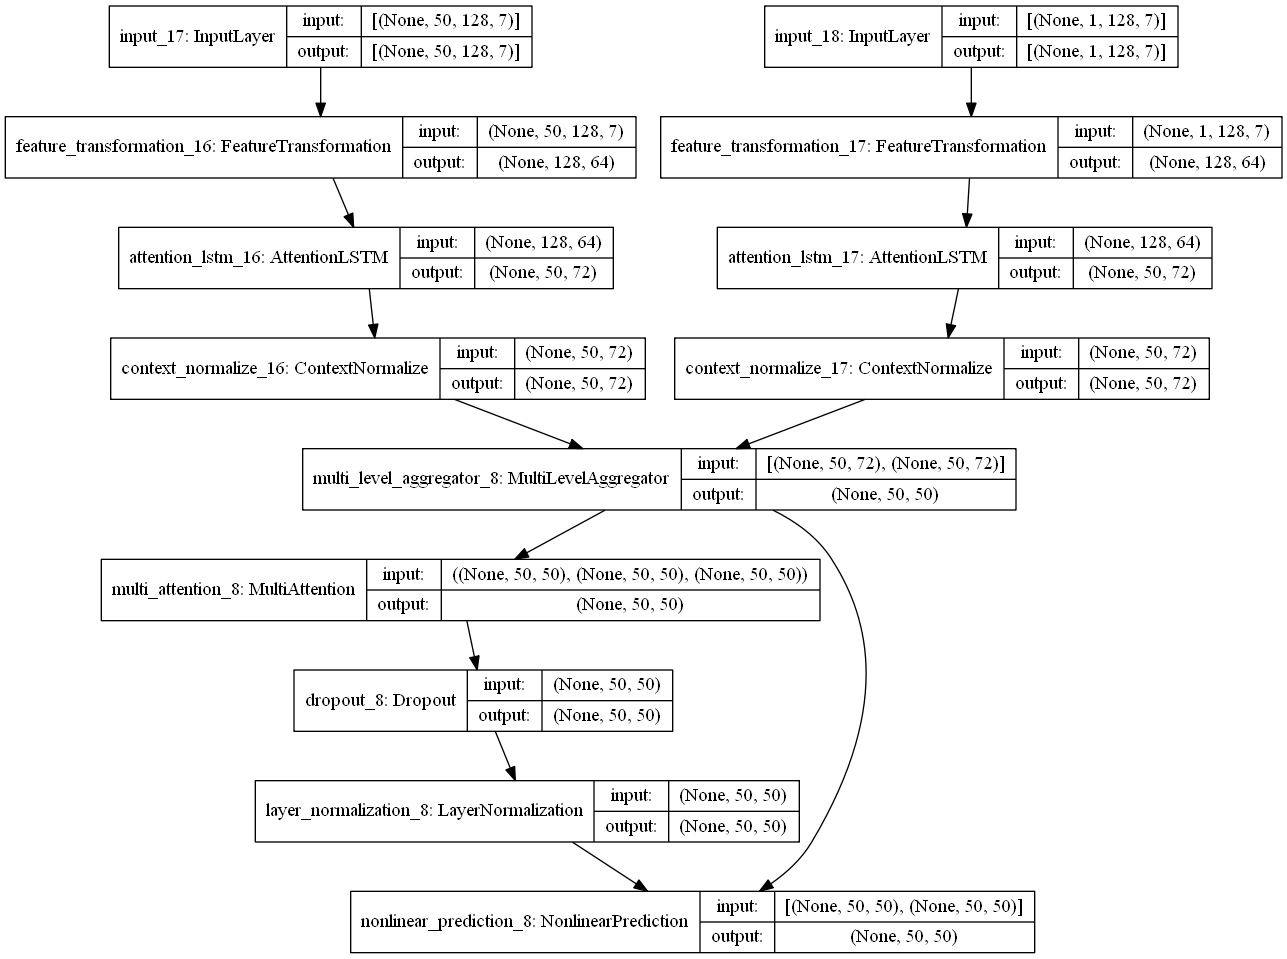 input_17: InputLayer
input: [(None, 50, 128, 7)]
output: [(None, 50, 128, 7)]
input_18: InputLayer
input: [(None, 1, 128, 7)]
output: [(None, 1, 128, 7)]
feature_transformation_16: FeatureTransformation
input: (None, 50, 128, 7)
output: (None, 128, 64)
feature_transformation_17: FeatureTransformation
input: (None, 1, 128, 7)
output: (None, 128, 64)
attention_lstm_16: AttentionLSTM
input: (None, 128, 64)
output: (None, 50, 72)
attention_lstm_17: AttentionLSTM
input: (None, 128, 64)
output: (None, 50, 72)
context_normalize_16: ContextNormalize
input: (None, 50, 72)
output: (None, 50, 72)
context_normalize_17: ContextNormalize
input: (None, 50, 72)
output: (None, 50, 72)
multi_level_aggregator_8: MultiLevelAggregator
input: [(None, 50, 72), (None, 50, 72)]
output: (None, 50, 50)
multi_attention_8: MultiAttention
input: ((None, 50, 50), (None, 50, 50), (None, 50, 50))
output: (None, 50, 50)
dropout_8: Dropout
input: (None, 50, 50)
output: (None, 50, 50)
layer_normalization_8: LayerNormalization
input: (None, 50, 50)
output: (None, 50, 50)
nonlinear_prediction_8: NonlinearPrediction
input: [(None, 50, 50), (None, 50, 50)]
output: (None, 50, 50)